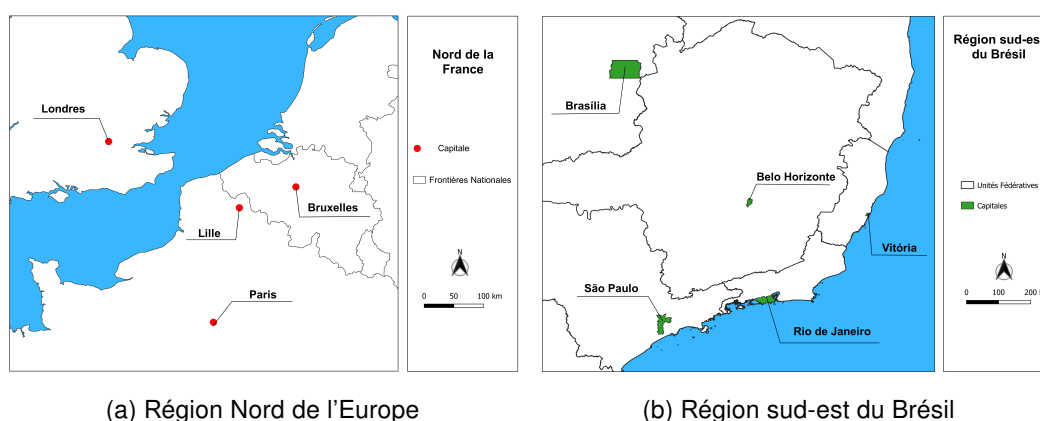 Nord de la
France
Londres
Capitale
Frontières Nationales
Bruxelles
Lille
Paris
N
0 50 100 km
(a) Région Nord de l'Europe
Région sud-est
du Brésil
Brasília
Belo Horizonte
Unités Fédératives
Capitales
Vitória
São Paulo
Rio de Janeiro
N
0 100 200 k
(b) Région sud-est du Brésil